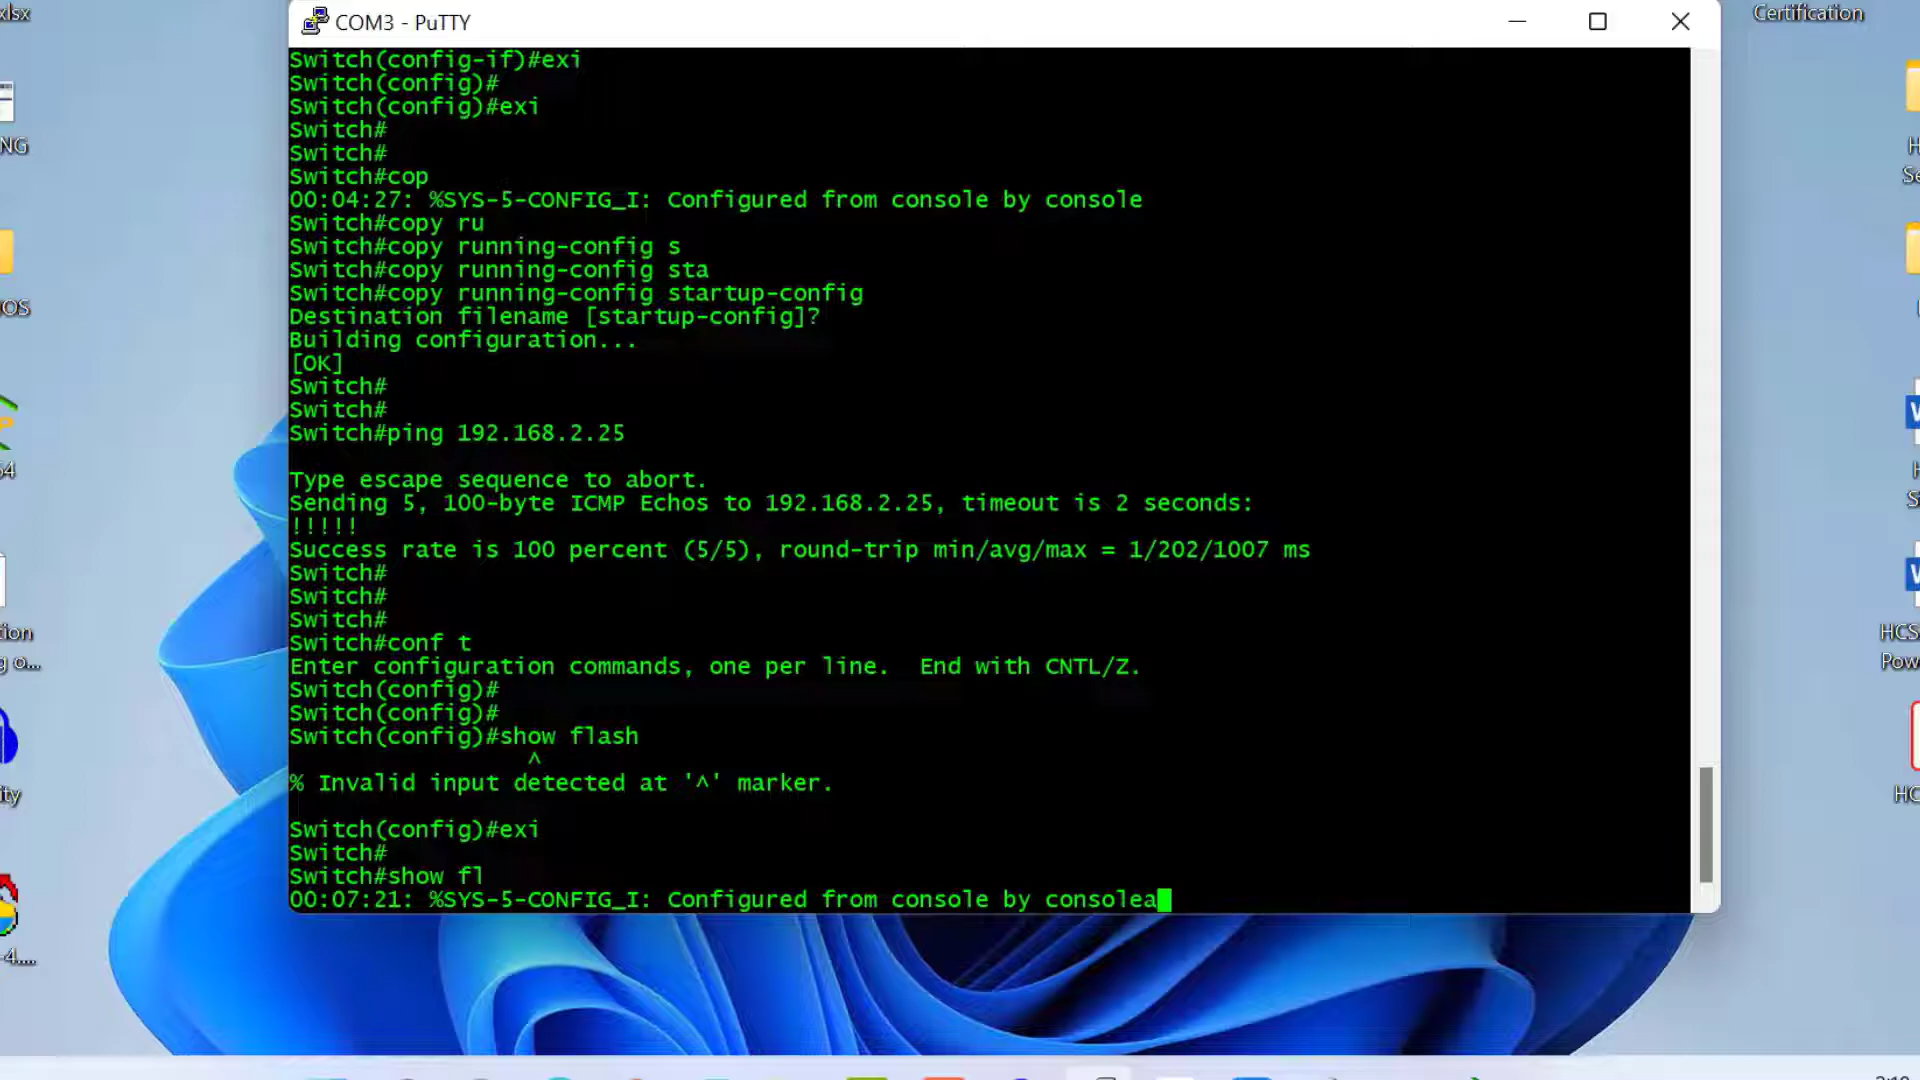 xlsx
COM3 - PuTTY
Certification
Switch(config-if)#exi
Switch(config)#
Switch(config)#exi
Switch#
Switch#
Switch#cop
00:04:27: %SYS-5-CONFIG_I: Configured from console by console
Switch#copy ru
Switch#copy running-config s
Switch#copy running-config sta
Switch#copy running-config startup-config
Destination filename [startup-config]?
Building configuration...
[OK]
Switch#
Switch#
Switch#ping 192.168.2.25
Type escape sequence to abort.
Sending 5, 100-byte ICMP Echos to 192.168.2.25, timeout is 2 seconds:
!!!!!
Success rate is 100 percent (5/5), round-trip min/avg/max = 1/202/1007 ms
Switch#
Switch#
Switch#
Switch#conf t
Enter configuration commands, one per line.  End with CNTL/Z.
Switch(config)#
Switch(config)#
Switch(config)#show flash
^
% Invalid input detected at '^' marker.
Switch(config)#exi
Switch#
Switch#show fl
00:07:21: %SYS-5-CONFIG_I: Configured from console by consolea
NG
OS
64
tion
g o...
ity
-4....
H
Se
W
H
S
W
HCS
Pow
HC